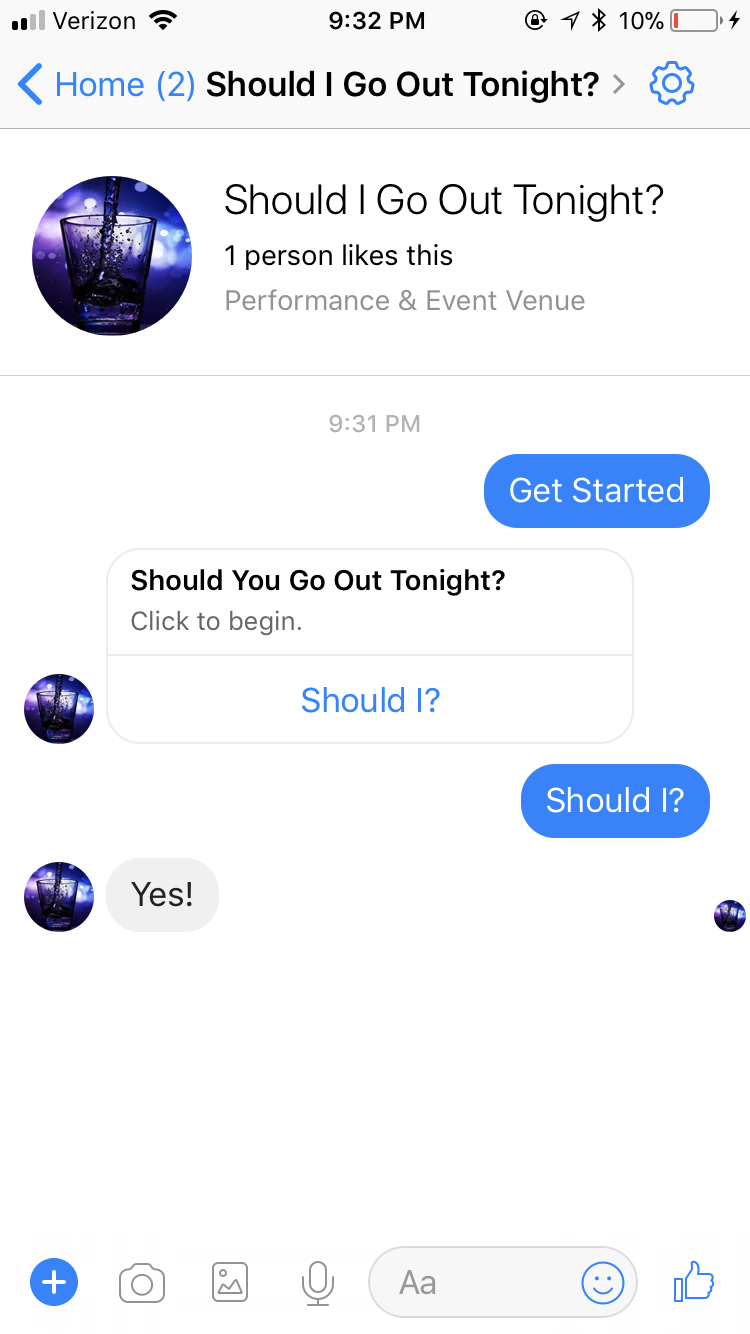 Verizon 9:32 PM 10%
Home (2) Should I Go Out Tonight?
Should I Go Out Tonight?
1 person likes this
Performance & Event Venue
9:31 PM
Get Started
Should You Go Out Tonight?
Click to begin.
Should I?
Should I?
Yes!
Aa